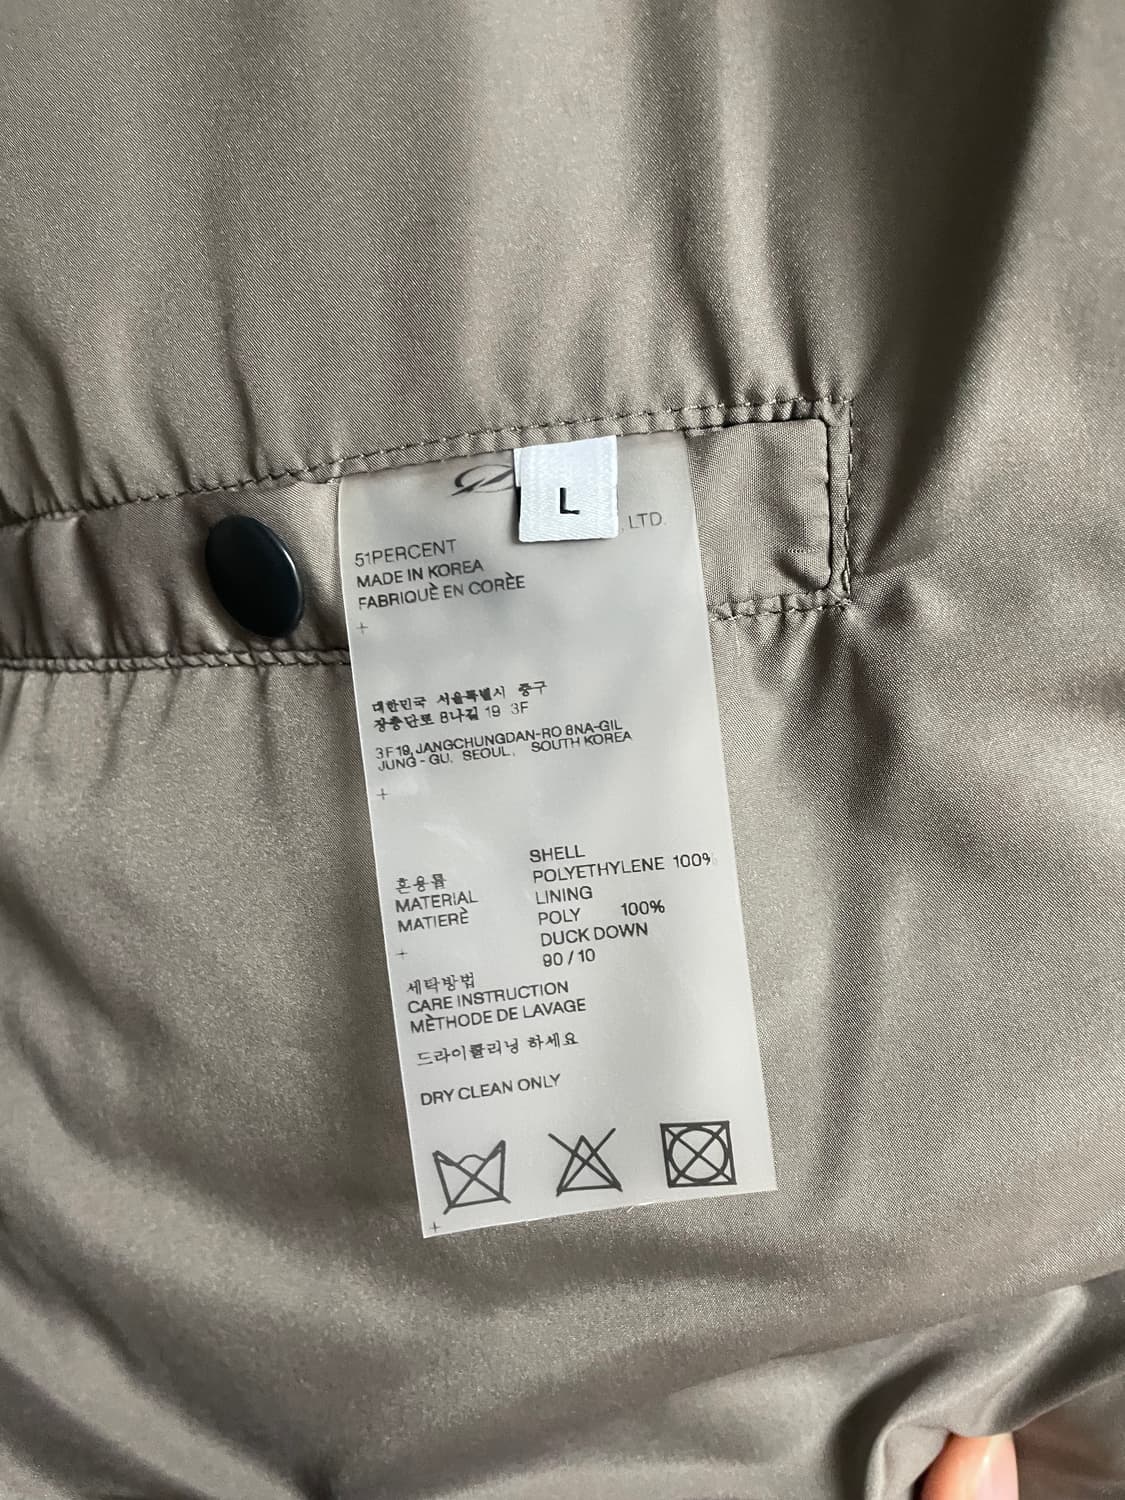 L
, LTD.
51PERCENT
MADE IN KOREA
FABRIQUÈ EN CORÈE
대한민국 서울특별시 중구
장충단로 8나길 19 3F
3F 19, JANGCHUNGDAN-RO 8NA-GIL
JUNG - GU, SEOUL, SOUTH KOREA
혼용률
MATERIAL
MATIERÈ
SHELL
POLYETHYLENE 100%
LINING
POLY 100%
DUCK DOWN
90 / 10
세탁방법
CARE INSTRUCTION
MÈTHODE DE LAVAGE
드라이클리닝 하세요
DRY CLEAN ONLY